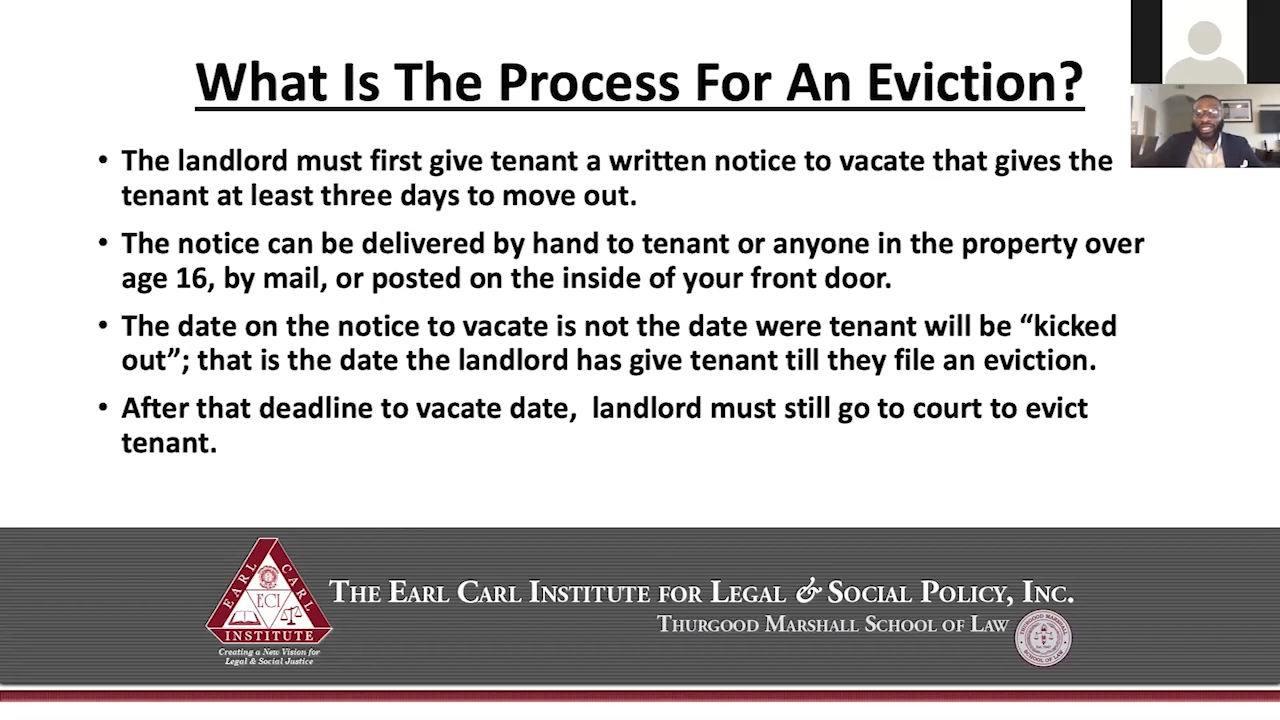 What Is The Process For An Eviction?
• The landlord must first give tenant a written notice to vacate that gives the
tenant at least three days to move out.
• The notice can be delivered by hand to tenant or anyone in the property over
age 16, by mail, or posted on the inside of your front door.
• The date on the notice to vacate is not the date were tenant will be “kicked
out”; that is the date the landlord has give tenant till they file an eviction.
• After that deadline to vacate date,  landlord must still go to court to evict
tenant.
EARL CARL
ECI
INSTITUTE
Creating a New Vision for
Legal & Social Justice
THE EARL CARL INSTITUTE FOR LEGAL & SOCIAL POLICY, INC.
THURGOOD MARSHALL SCHOOL OF LAW
THURGOOD MARSHALL
SCHOOL OF LAW